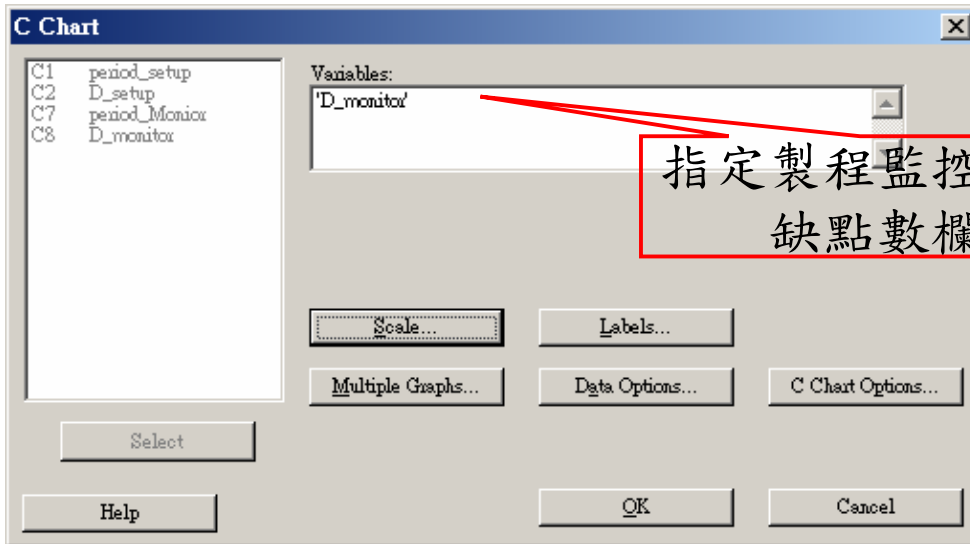 C Chart
C1 period_setup
C2 D_setup
C7 period_Monior
C8 D_monitor
Variables:
'D_monitor'
指定製程監控
缺點數欄
Scale...
Labels...
Multiple Graphs...
Data Options...
C Chart Options...
Select
Help
OK
Cancel